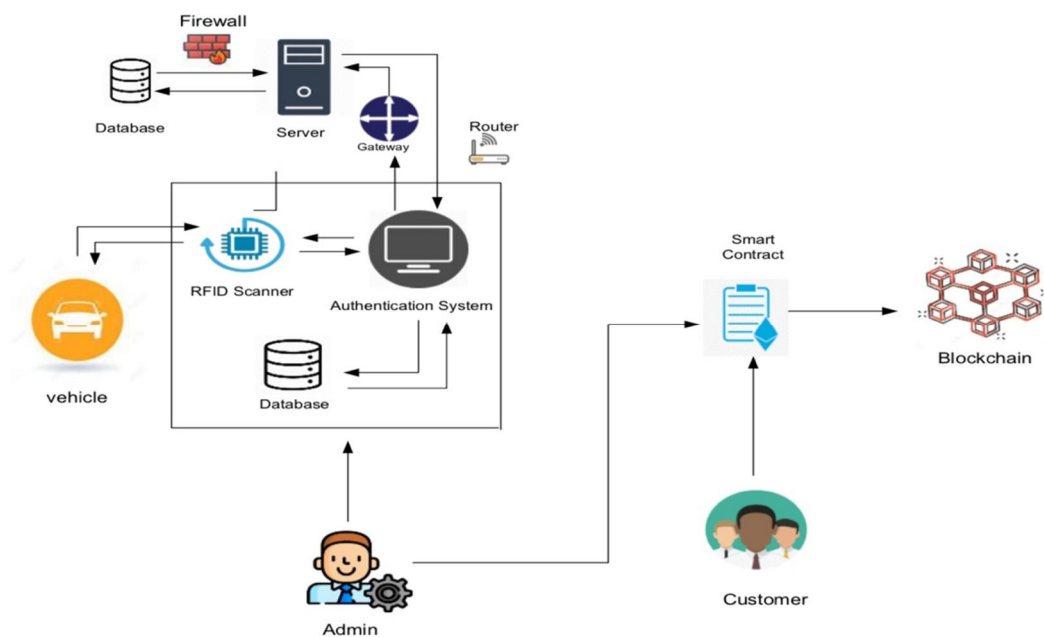 Firewall
Database
Server
Gateway
Router
RFID Scanner
Authentication System
Database
vehicle
Admin
Smart
Contract
Blockchain
Customer